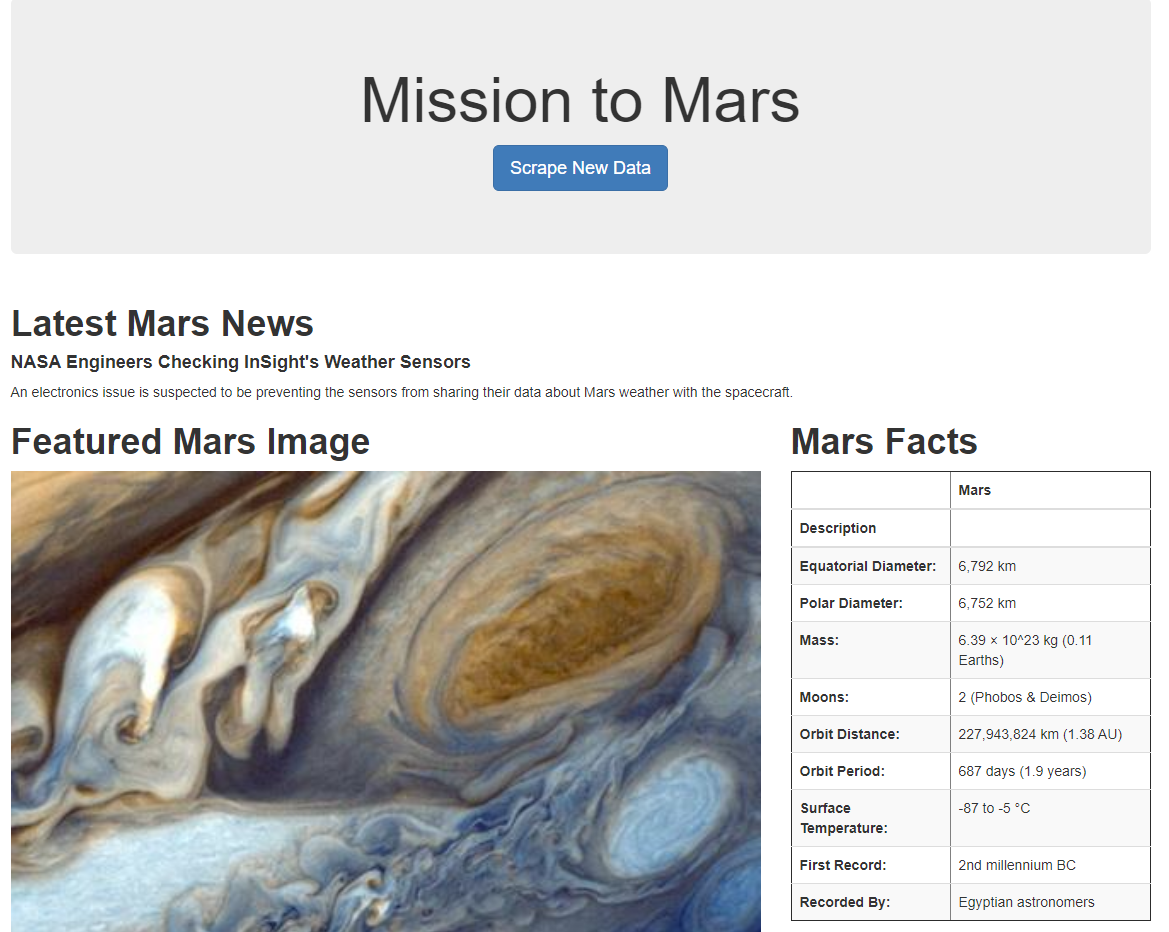 Mission to Mars
Scrape New Data
Latest Mars News
NASA Engineers Checking InSight's Weather Sensors
An electronics issue is suspected to be preventing the sensors from sharing their data about Mars weather with the spacecraft.
Featured Mars Image
Mars Facts
Mars
Description
Equatorial Diameter: 6,792 km
Polar Diameter: 6,752 km
Mass: 6.39 × 10^23 kg (0.11
Earths)
Moons: 2 (Phobos & Deimos)
Orbit Distance: 227,943,824 km (1.38 AU)
Orbit Period: 687 days (1.9 years)
Surface -87 to -5 °C
Temperature:
First Record: 2nd millennium BC
Recorded By: Egyptian astronomers